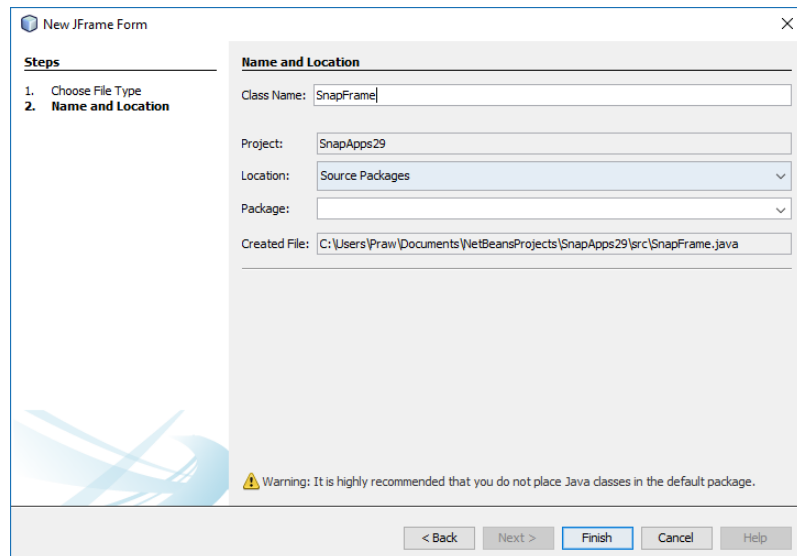 New JFrame Form
Steps
1. Choose File Type
2. Name and Location
Name and Location
Class Name: SnapFrame
Project: SnapApps29
Location: Source Packages
Package:
Created File: C:\Users\Praw\Documents\NetBeansProjects\SnapApps29\src\SnapFrame.java
Warning: It is highly recommended that you do not place Java classes in the default package.
< Back Next > Finish Cancel Help